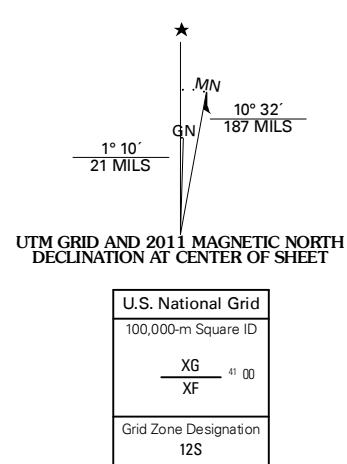 ★
MN
10° 32´
187 MILS
GN
1° 10´
21 MILS
UTM GRID AND 2011 MAGNETIC NORTH
DECLINATION AT CENTER OF SHEET
U.S. National Grid
100,000-m Square ID
XG
41 00
XF
Grid Zone Designation
12S